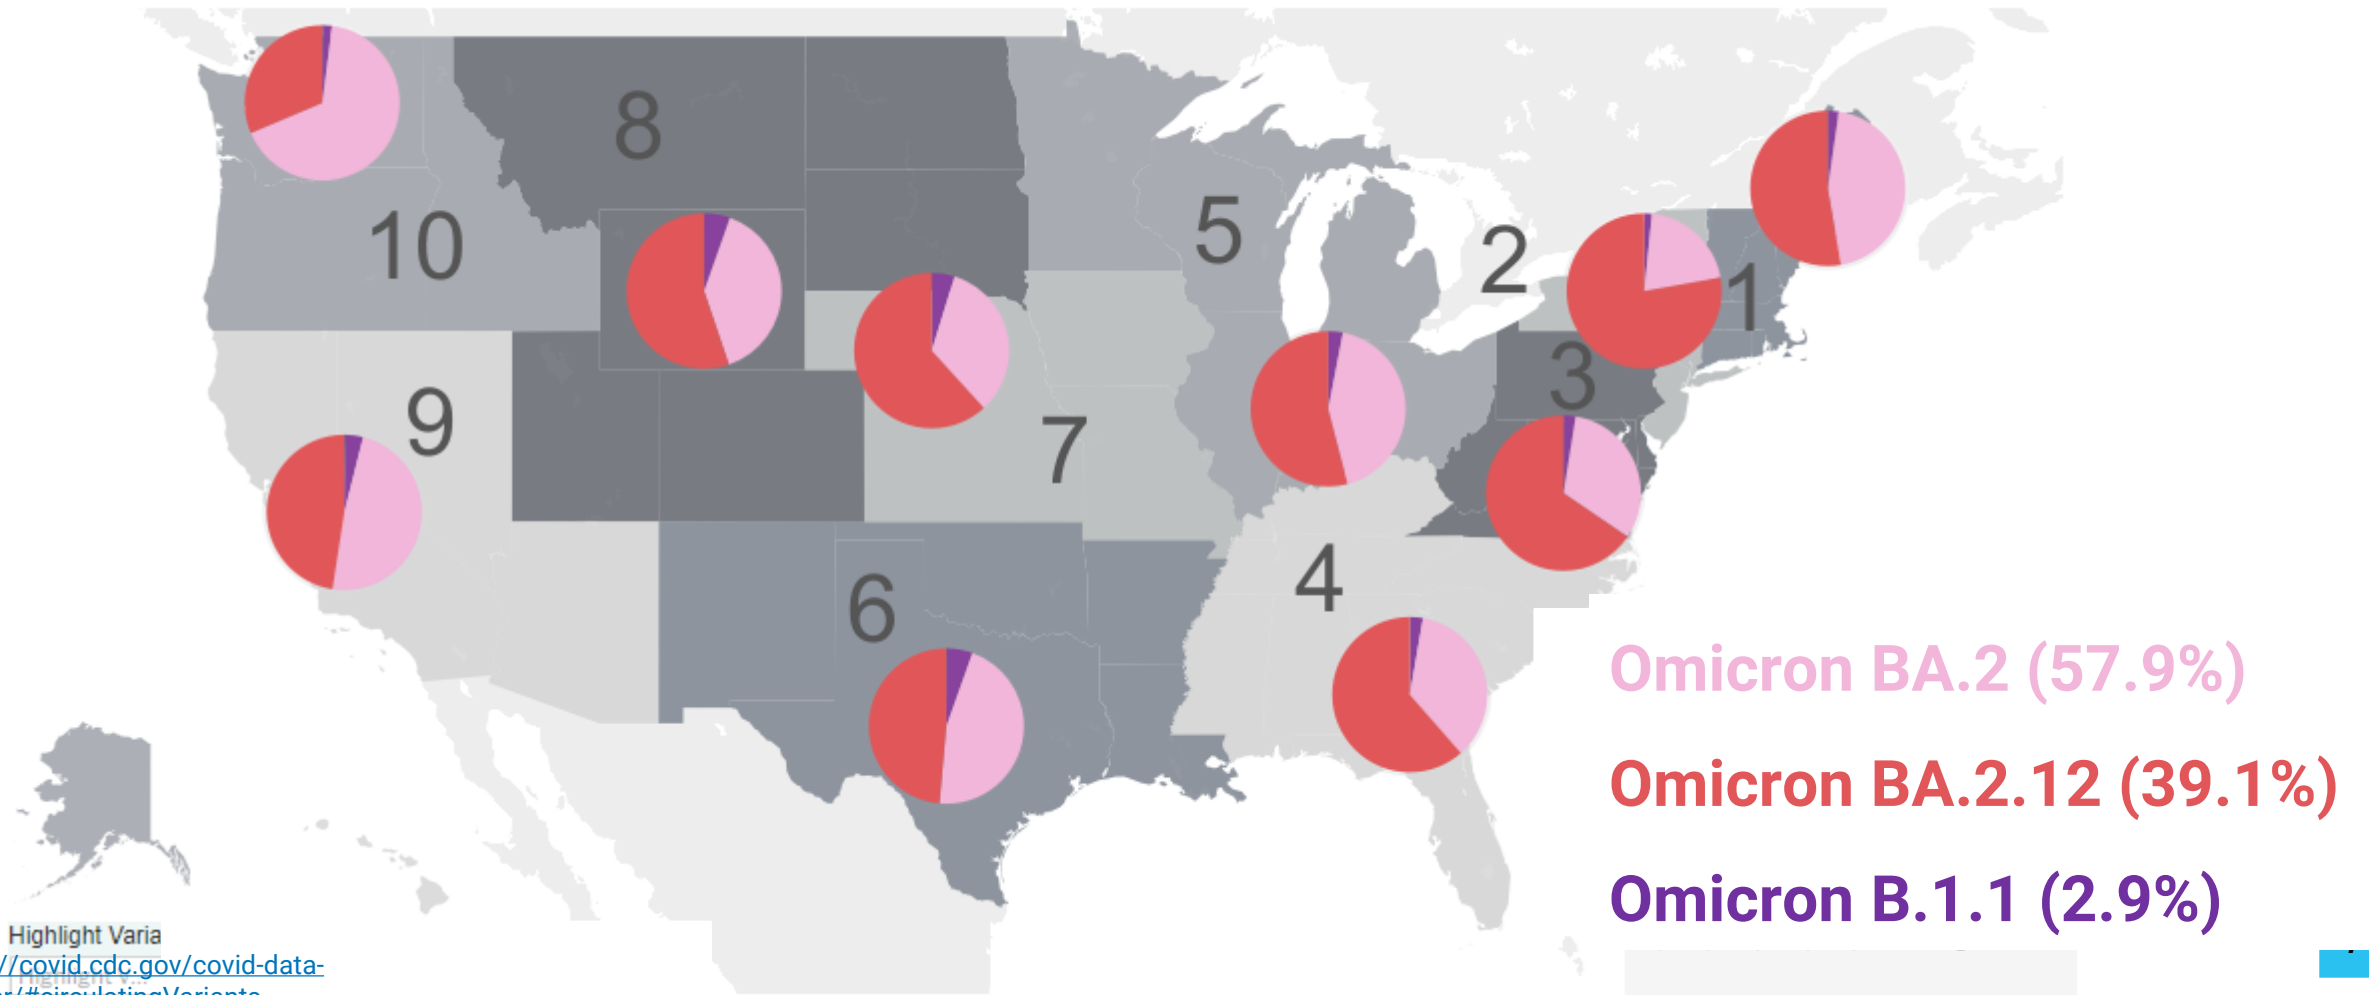 8
10
5
2
1
3
9
7
6
4
Omicron BA.2 (57.9%)
Omicron BA.2.12 (39.1%)
Omicron B.1.1 (2.9%)
Highlight Varia
//covid.cdc.gov/covid-data-
r/#circulatingVariants